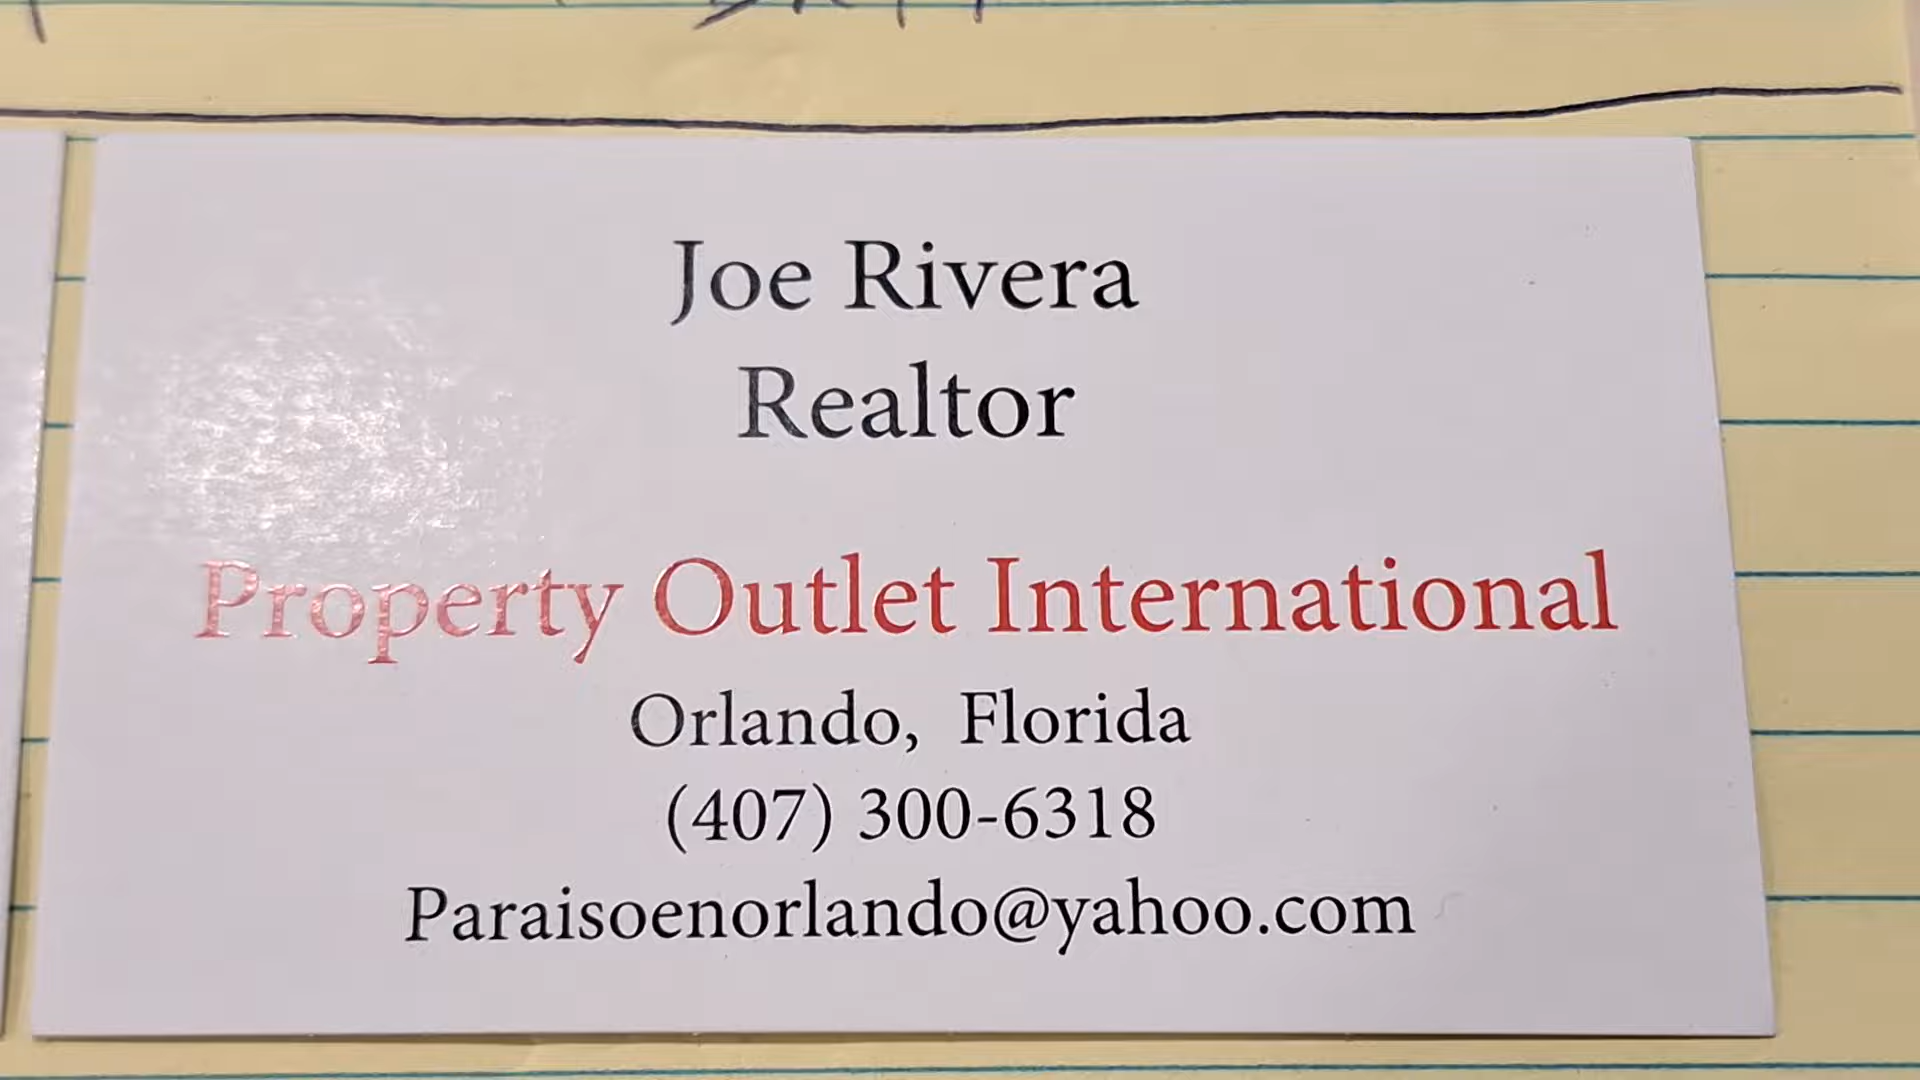 Joe Rivera
Realtor
Property Outlet International
Orlando, Florida
(407) 300-6318
Paraisoenorlando@yahoo.com